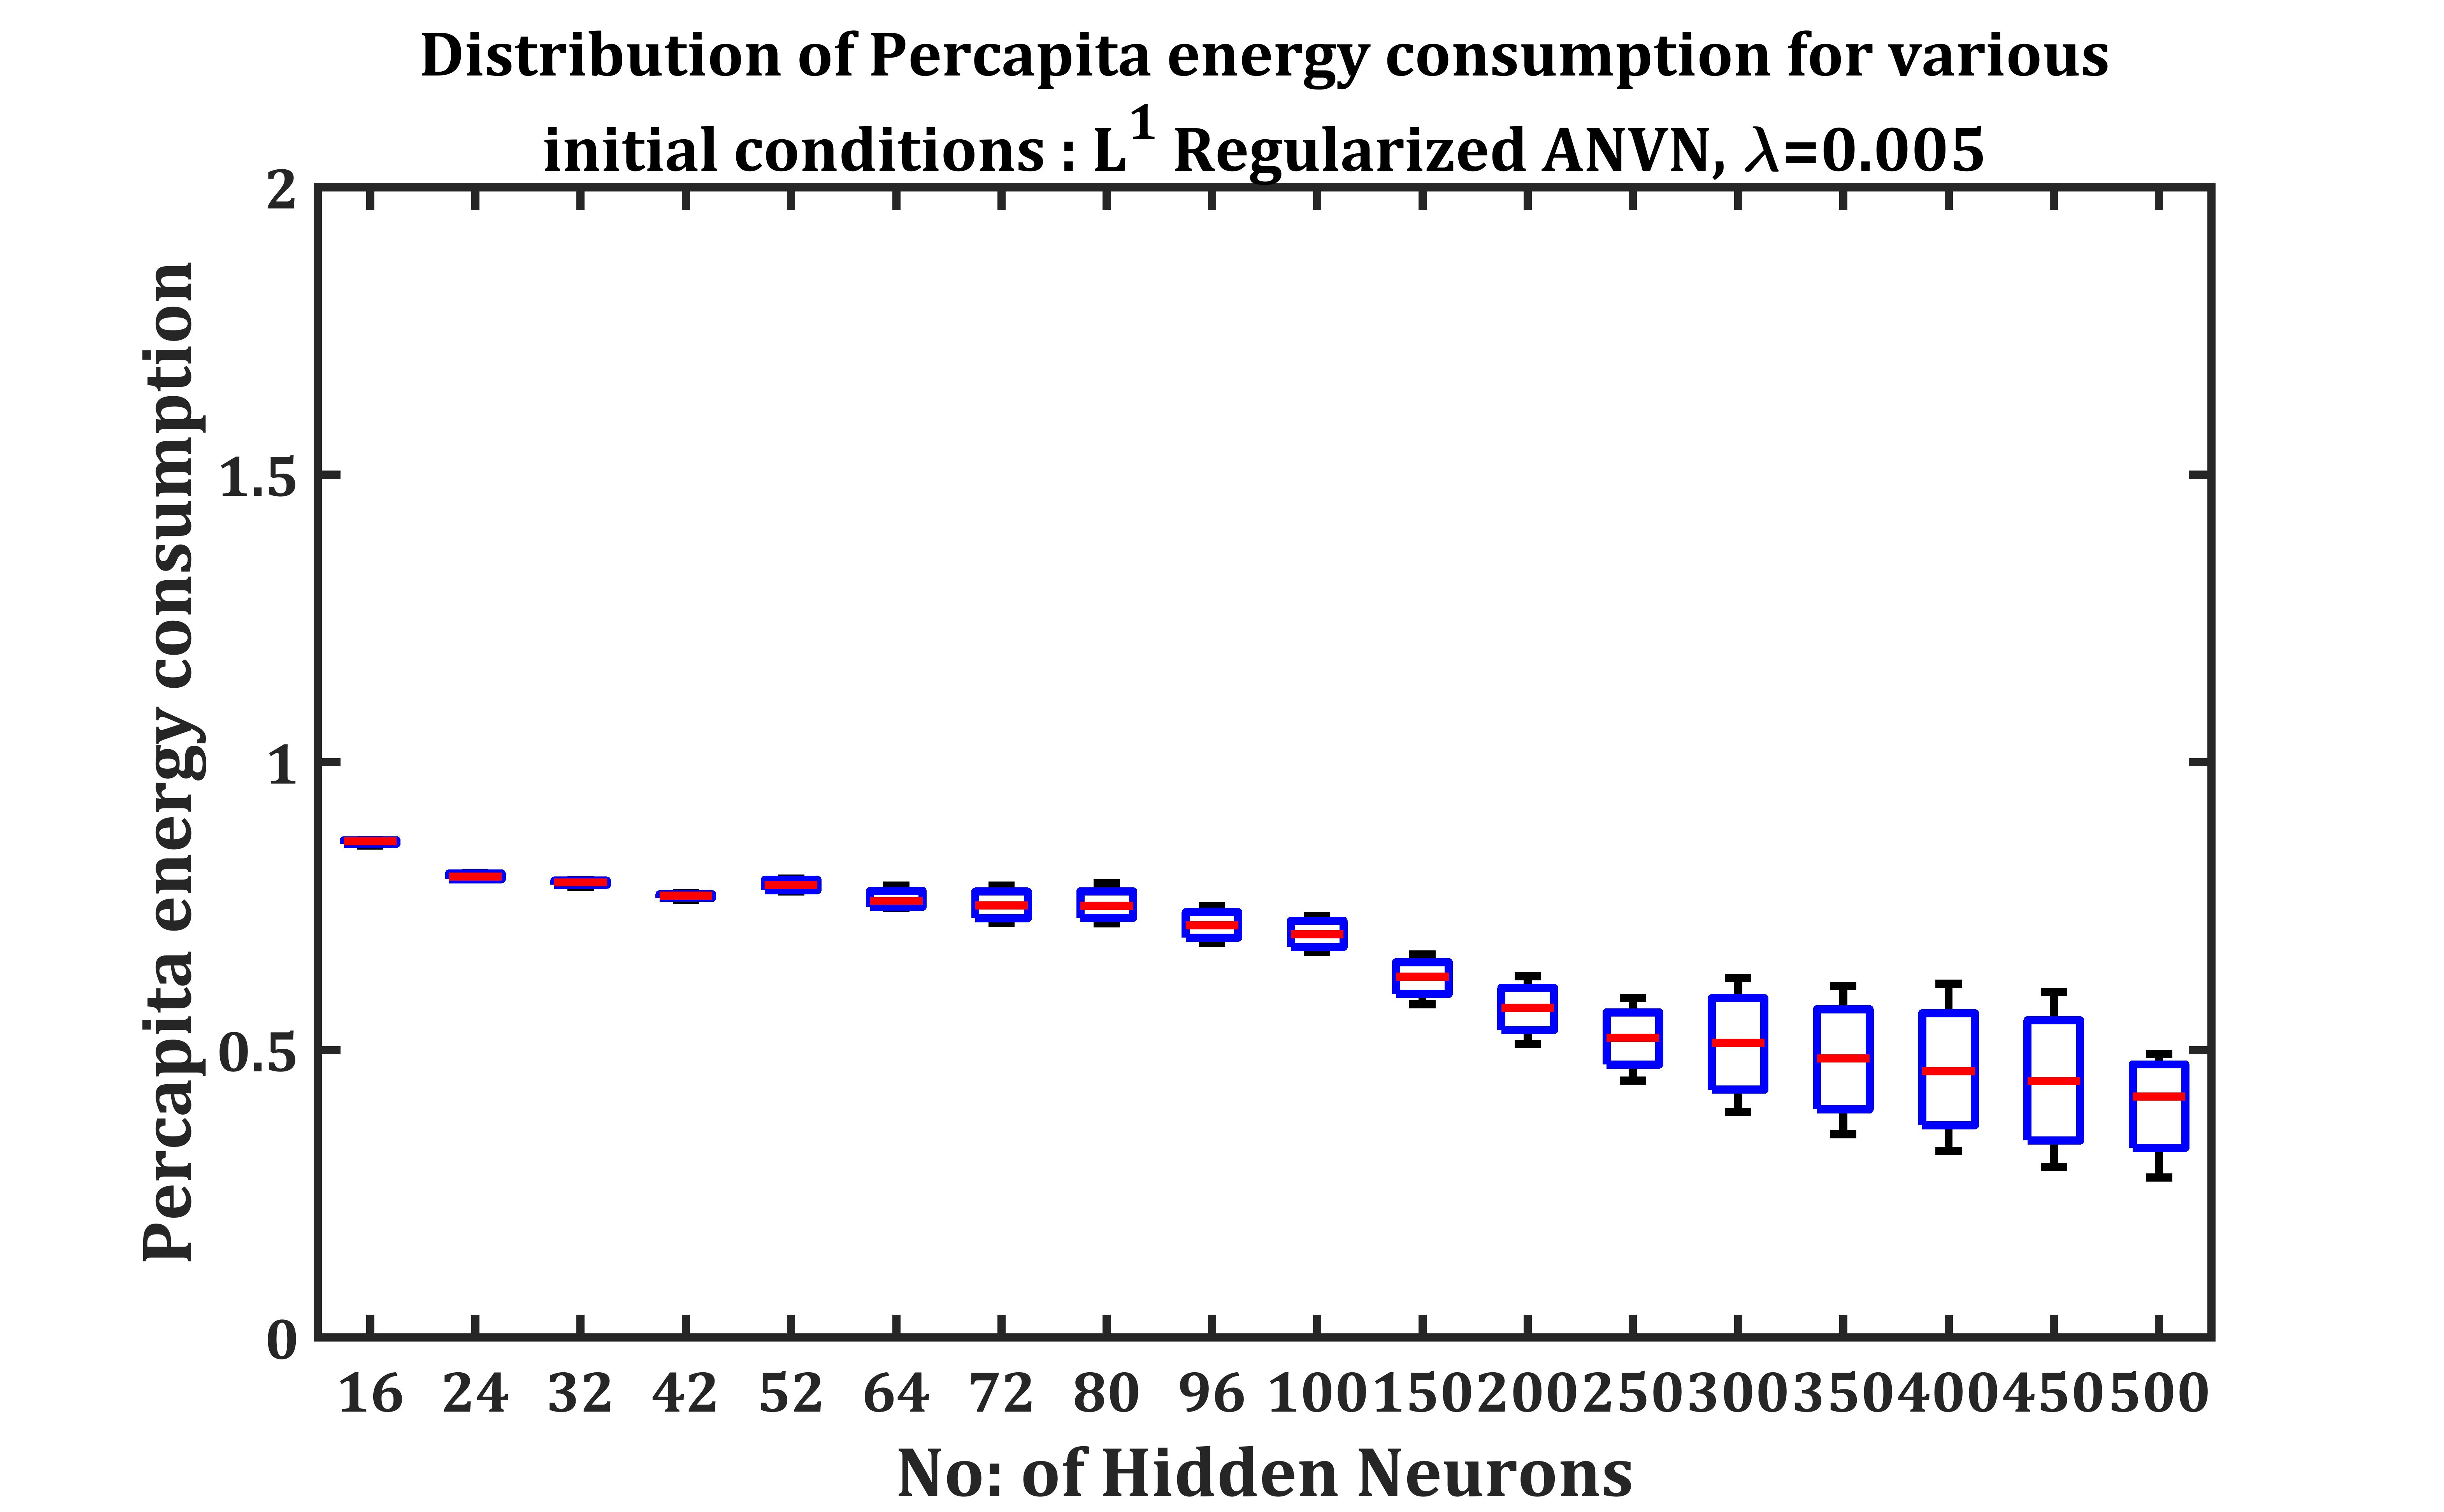 Distribution of Percapita energy consumption for various
initial conditions : L¹ Regularized ANVN, λ=0.005
Percapita energy consumption
2
1.5
1
0.5
0
16 24 32 42 52 64 72 80 96 100 150 200 250 300 350 400 450 500
No: of Hidden Neurons